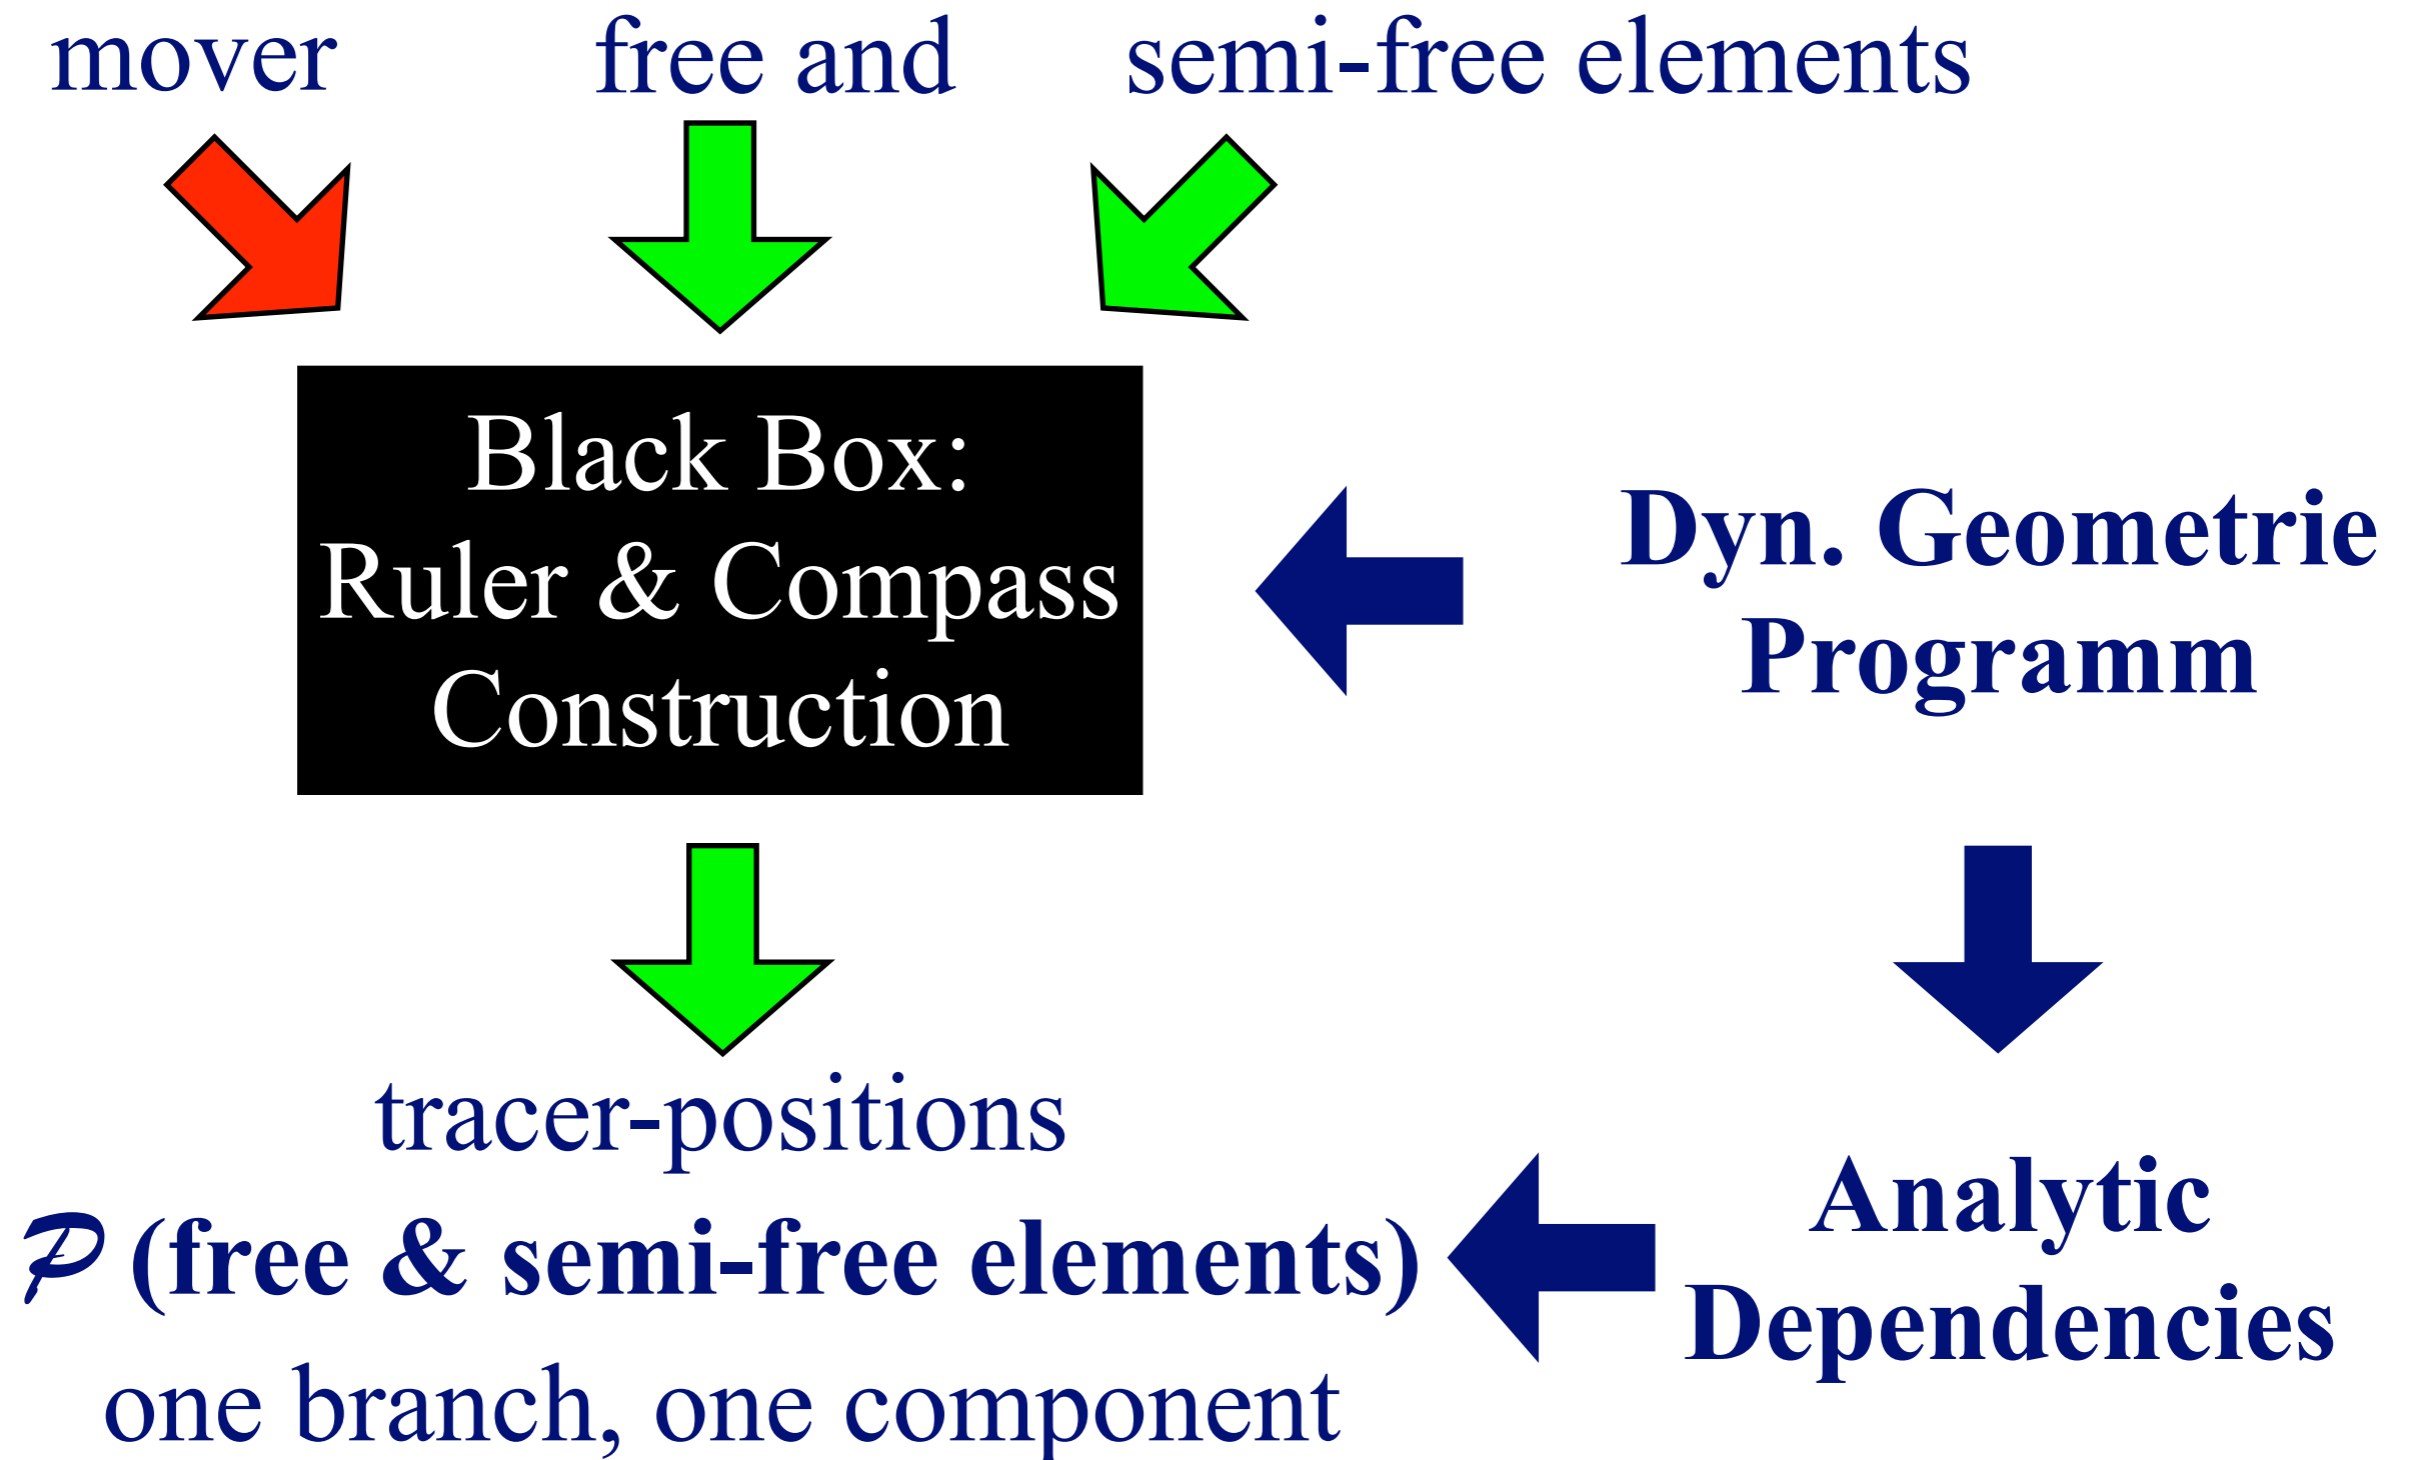 mover free and semi-free elements
Black Box:
Ruler & Compass
Construction
Dyn. Geometrie
Programm
tracer-positions
P (free & semi-free elements)
one branch, one component
Analytic
Dependencies